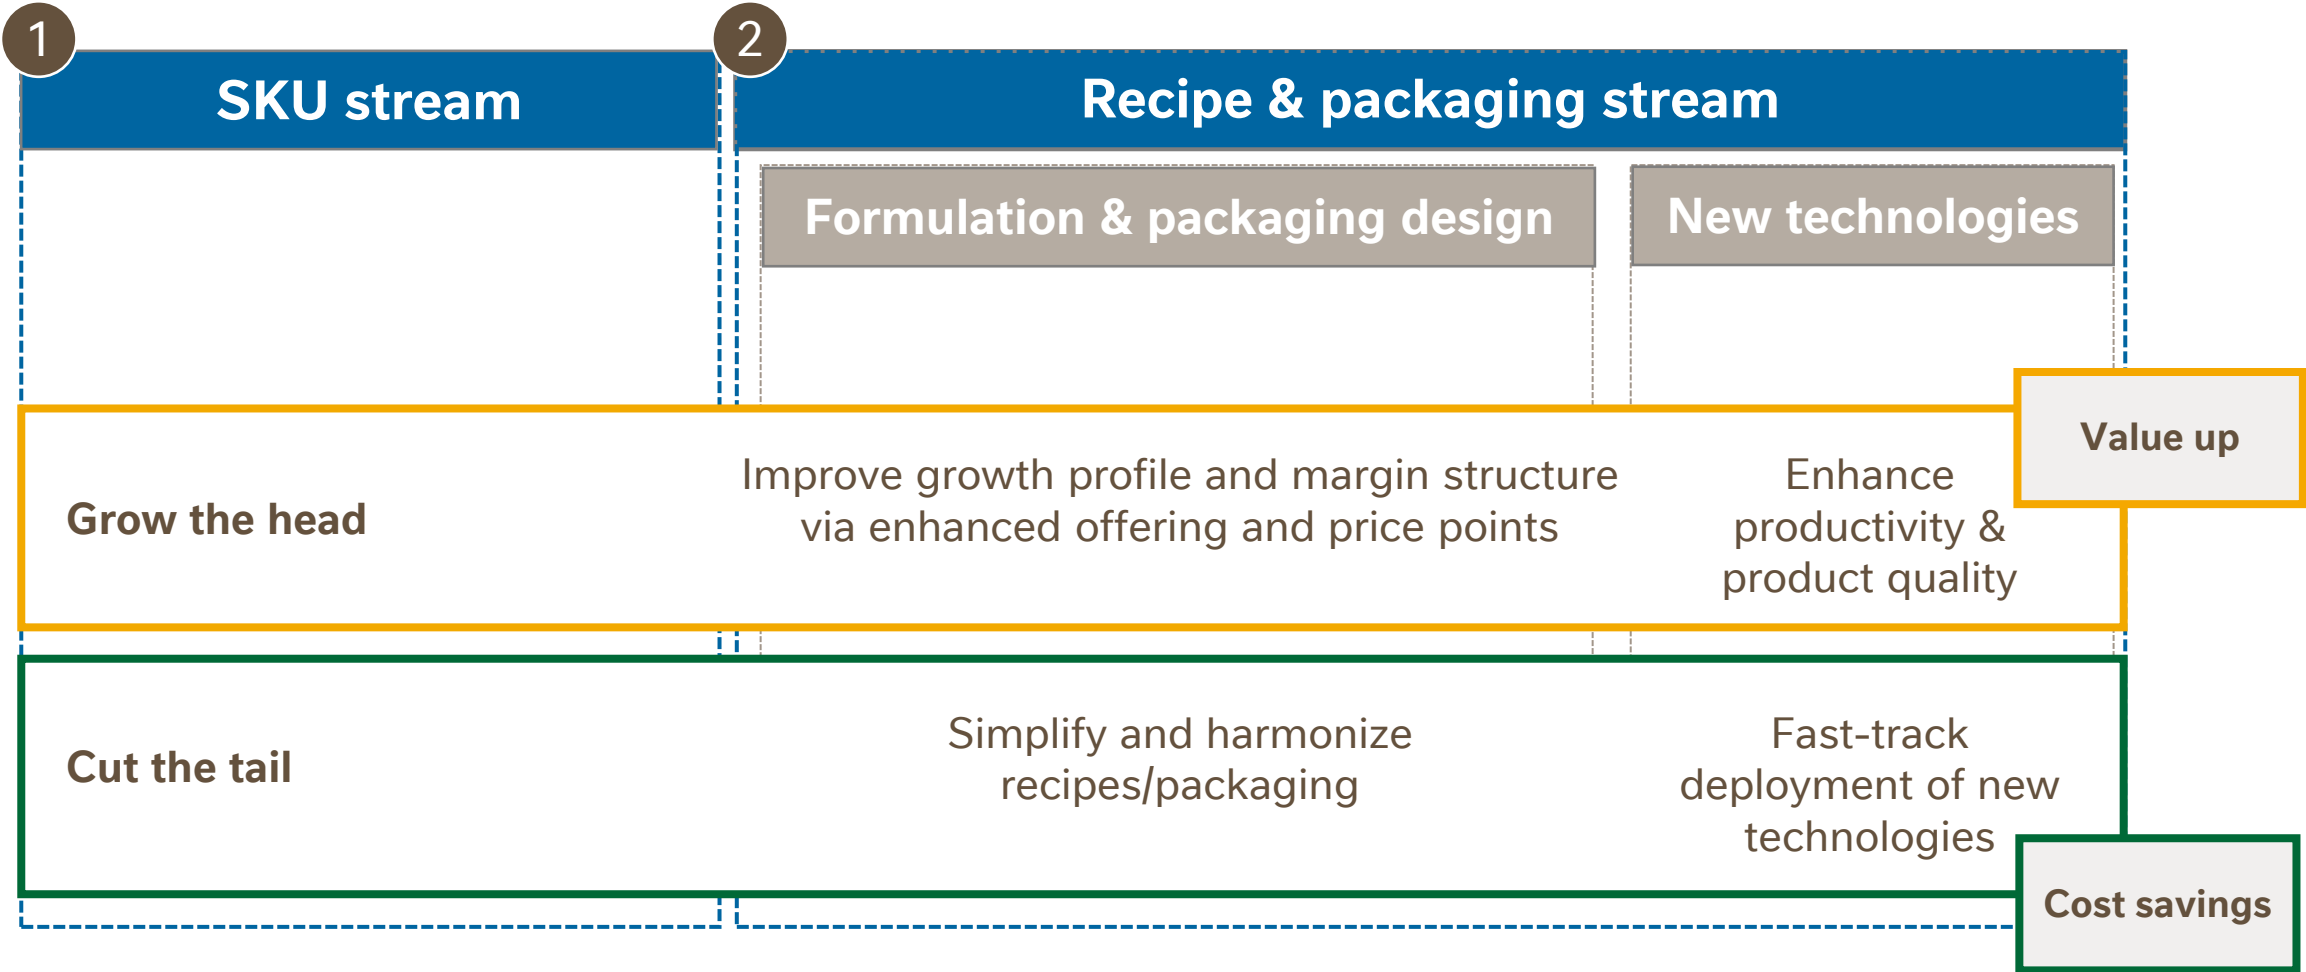 1
SKU stream
2
Recipe & packaging stream
Formulation & packaging design
New technologies
Value up
Grow the head
Improve growth profile and margin structure
via enhanced offering and price points
Enhance
productivity &
product quality
Cut the tail
Simplify and harmonize
recipes/packaging
Fast-track
deployment of new
technologies
Cost savings